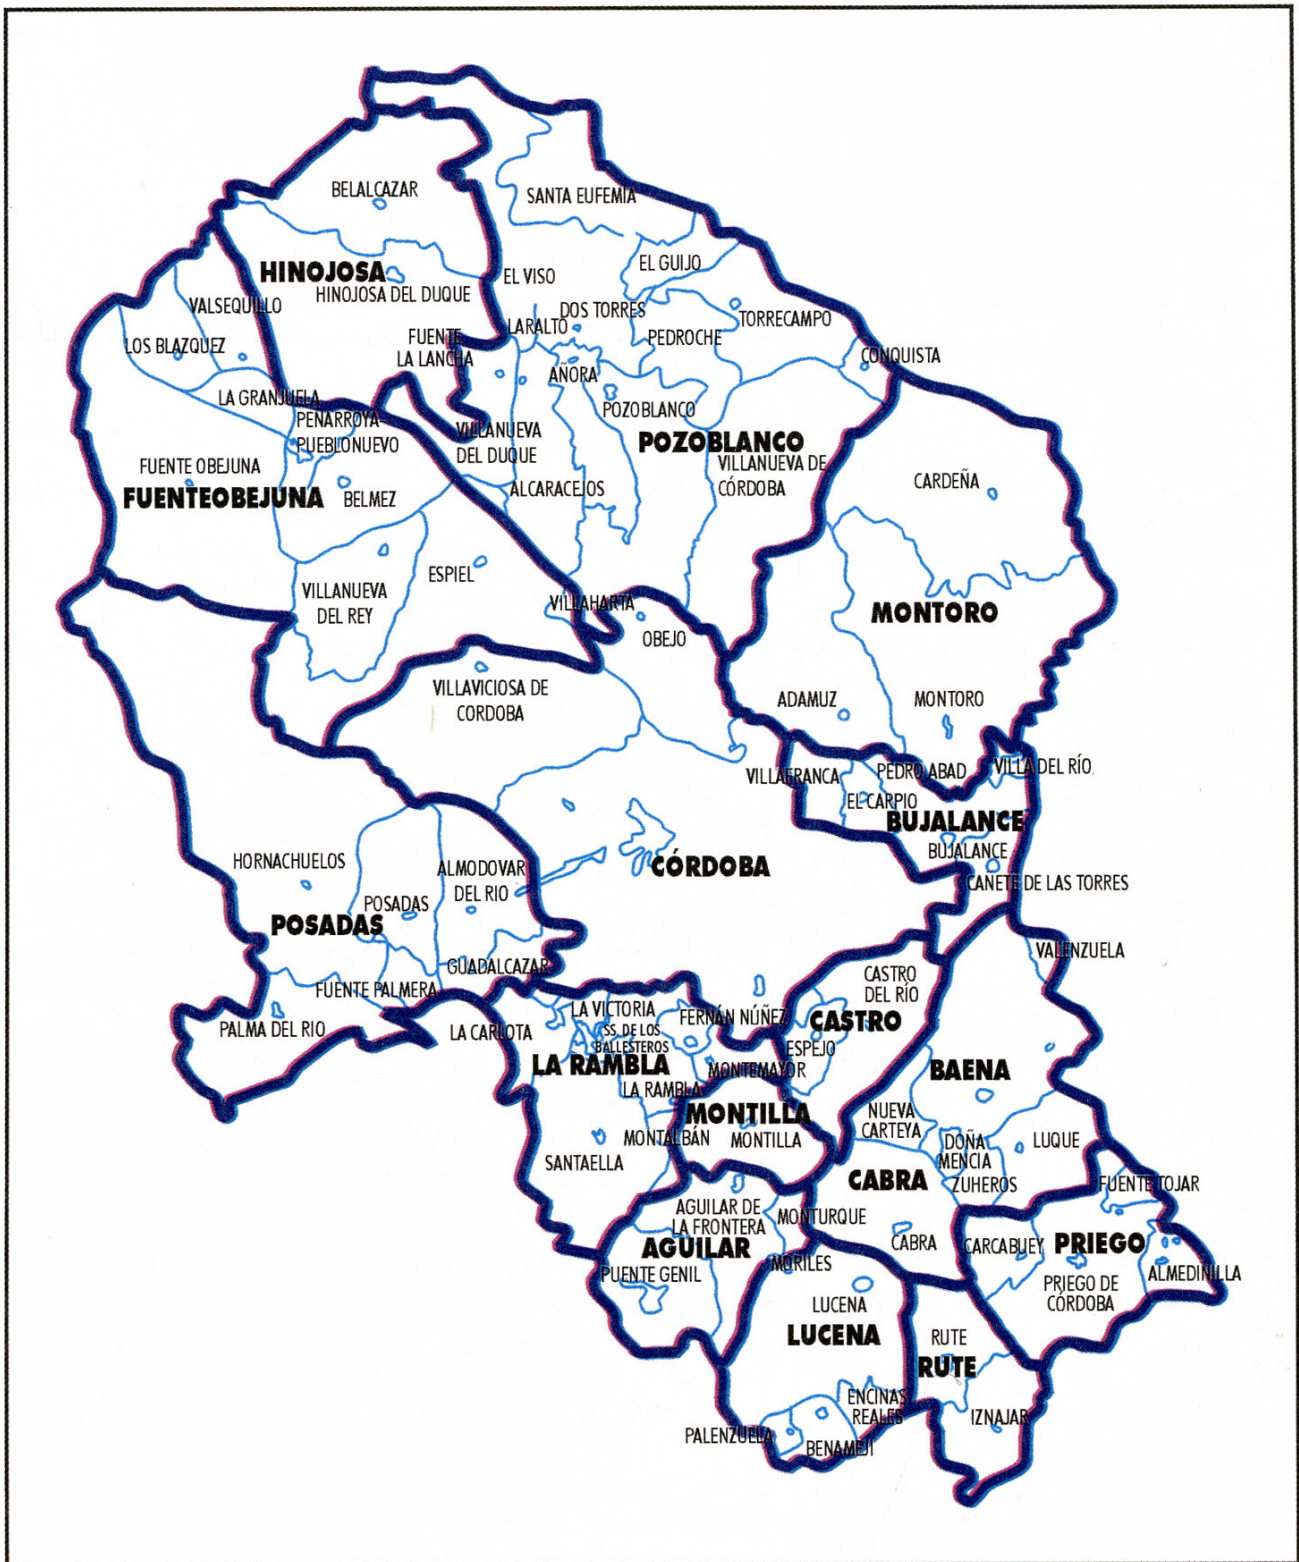 BELALCAZAR
SANTA EUFEMIA
HINOJOSA
HINOJOSA DEL DUQUE
EL VISO
EL GUIJO
VALSEQUILLO
LOS BLAZQUEZ
FUENTE
LA LANCHA
LARALTO
DOS TORRES
PEDROCHE
TORRECAMPO
CONQUISTA
AÑORA
LA GRANJUELA
PEÑARROYA-
PUEBLONUEVO
POZOBLANCO
POZOBLANCO
VILLANUEVA
DEL DUQUE
VILLANUEVA DE
CÓRDOBA
FUENTE OBEJUNA
FUENTEOBEJUNA
BELMEZ
ALCARACEJOS
CARDEÑA
VILLANUEVA
DEL REY
ESPIEL
VILLAHARTA
OBEJO
MONTORO
VILLAVICIOSA DE
CORDOBA
ADAMUZ
MONTORO
VILLAFRANCA
PEDRO ABAD
VILLA DEL RÍO
EL CARPIO
BUJALANCE
BUJALANCE
CANETE DE LAS TORRES
HORNACHUELOS
ALMODOVAR
DEL RIO
CÓRDOBA
POSADAS
POSADAS
GUADALCAZAR
VALENZUELA
FUENTE PALMERA
PALMA DEL RIO
LA CARLOTA
LA VICTORIA
SS. DE LOS
BALLESTEROS
FERNÁN NÚÑEZ
CASTRO
DEL RÍO
CASTRO
ESPEJO
LA RAMBLA
LA RAMBLA
MONTEMAYOR
BAENA
MONTILLA
MONTILLA
MONTALBÁN
SANTAELLA
NUEVA
CARTEYA
DOÑA
MENCIA
LUQUE
ZUHEROS
CABRA
CABRA
FUENTE TOJAR
AGUILAR DE
LA FRONTERA
MONTURQUE
AGUILAR
MORILES
PUENTE GENIL
CARCABUEY
PRIEGO
PRIEGO DE
CÓRDOBA
ALMEDINILLA
LUCENA
LUCENA
RUTE
RUTE
IZNAJAR
ENCINAS
REALES
PALENZUELA
BENAMEJÍ